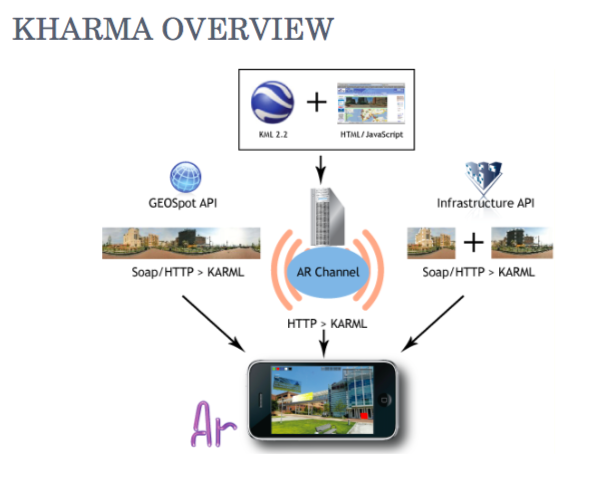 KHARMA OVERVIEW
KML 2.2
+
HTML/JavaScript
GEOSpot API
Soap/HTTP > KARML
AR Channel
HTTP > KARML
Infrastructure API
+
Soap/HTTP > KARML
Ar